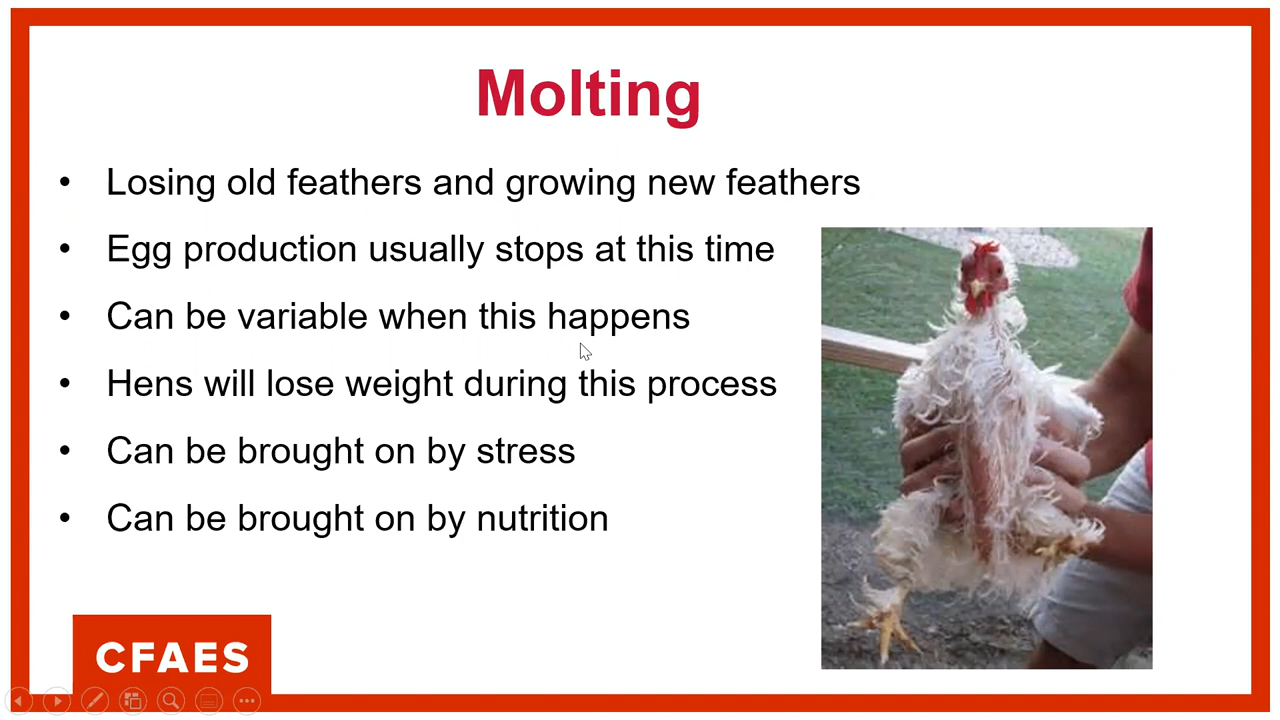 Molting
• Losing old feathers and growing new feathers
• Egg production usually stops at this time
• Can be variable when this happens
• Hens will lose weight during this process
• Can be brought on by stress
• Can be brought on by nutrition
CFAES